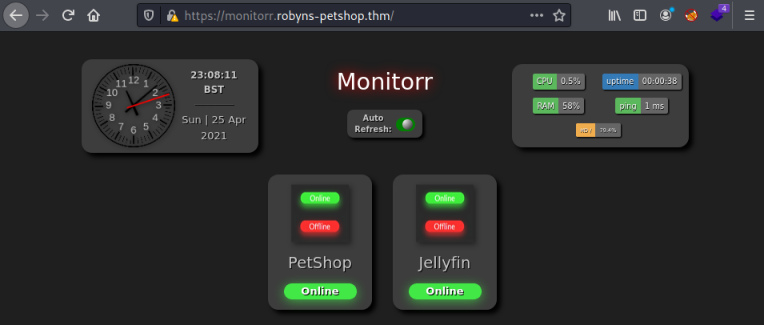 https://monitorr.robyns-petshop.thm/
4
23:08:11
BST
Sun | 25 Apr
2021
12
1
2
3
4
5
6
7
8
9
10
11
Monitorr
Auto
Refresh:
CPU 0.5% uptime 00:00:38
RAM 58% ping 1 ms
78.4%
Online Online
Offline Offline
PetShop Jellyfin
Online Online